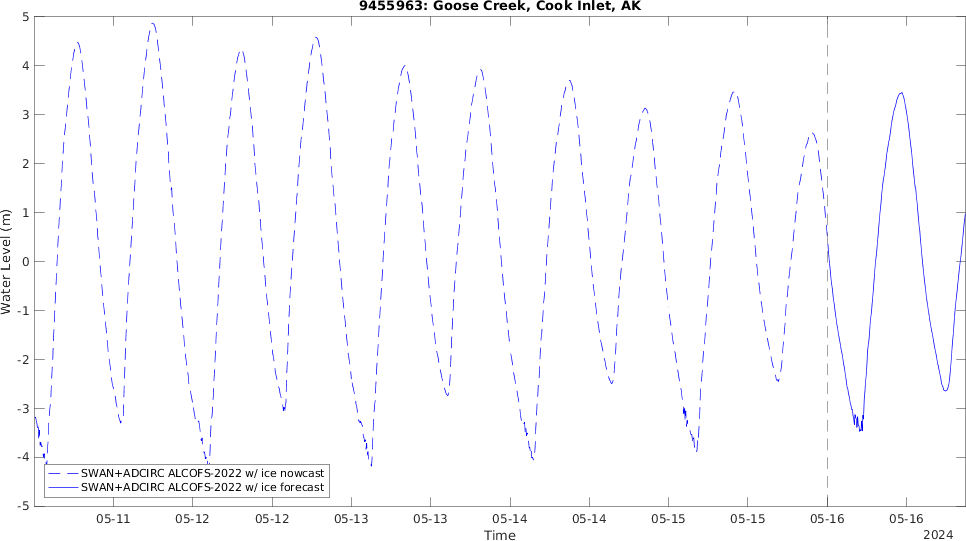 9455963: Goose Creek, Cook Inlet, AK
5
4
3
2
1
0
-1
-2
-3
-4
-5
Water Level (m)
SWAN+ADCIRC ALCOFS-2022 w/ ice nowcast
SWAN+ADCIRC ALCOFS-2022 w/ ice forecast
05-11 05-12 05-12 05-13 05-13 05-14 05-14 05-15 05-15 05-16 05-16
Time
2024